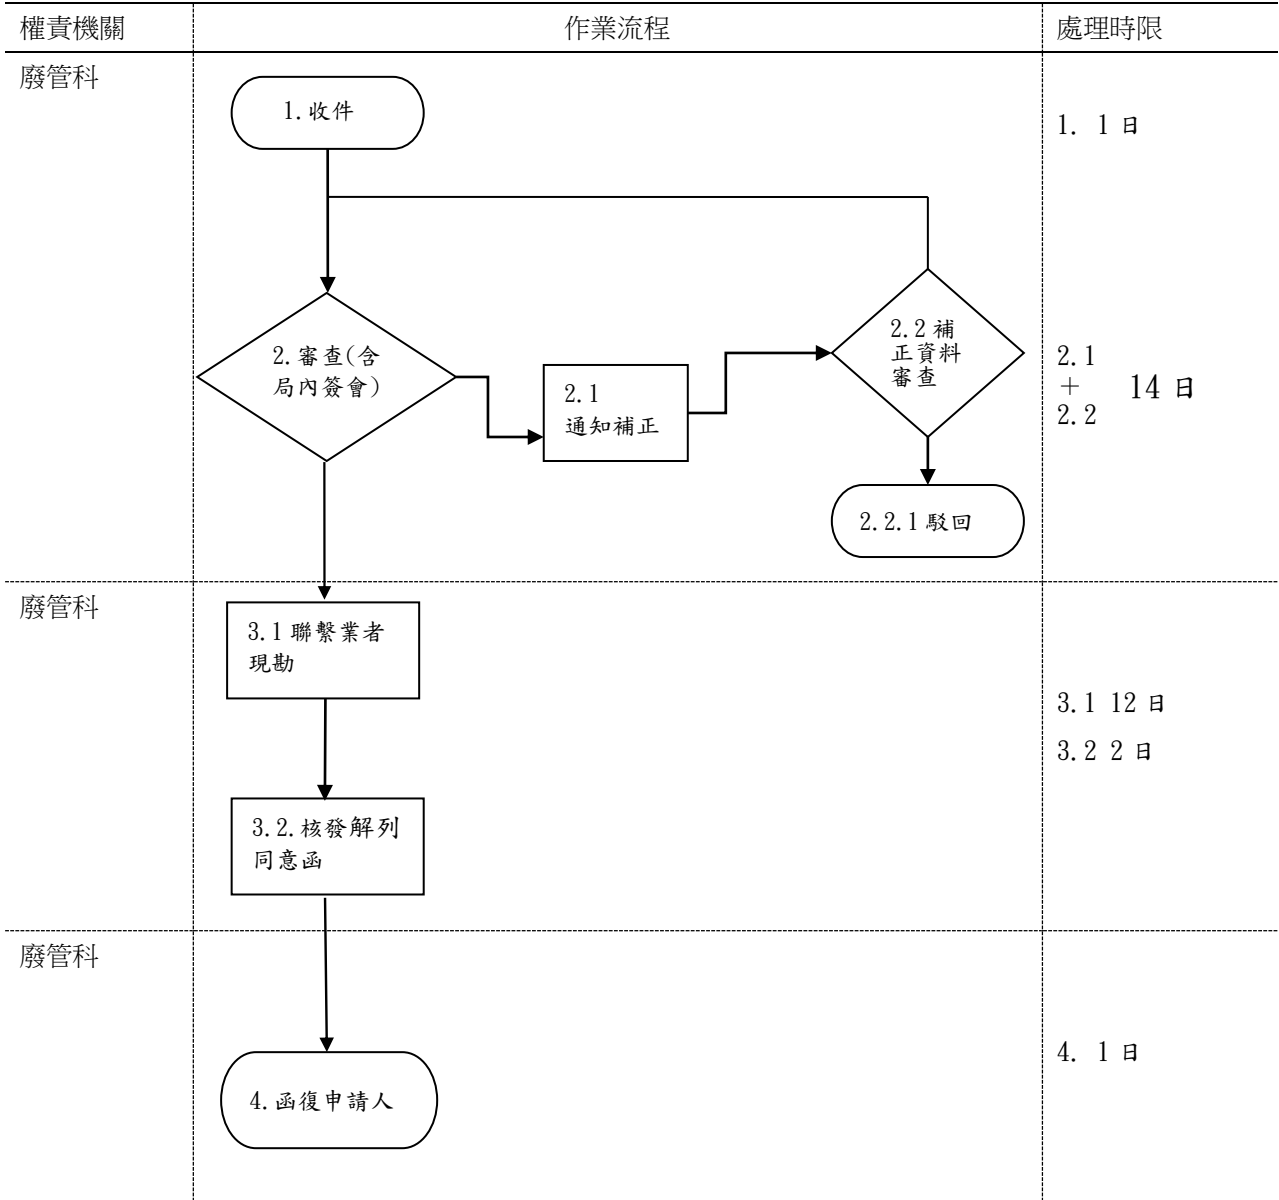 權責機關
作業流程
處理時限
廢管科
1.收件
1. 1日
2.審查(含
局內簽會)
2.1
通知補正
2.2補
正資料
審查
2.1
＋
2.2
14日
2.2.1駁回
廢管科
3.1聯繫業者
現勘
3.1 12日
3.2 2日
3.2.核發解列
同意函
廢管科
4.函復申請人
4. 1日